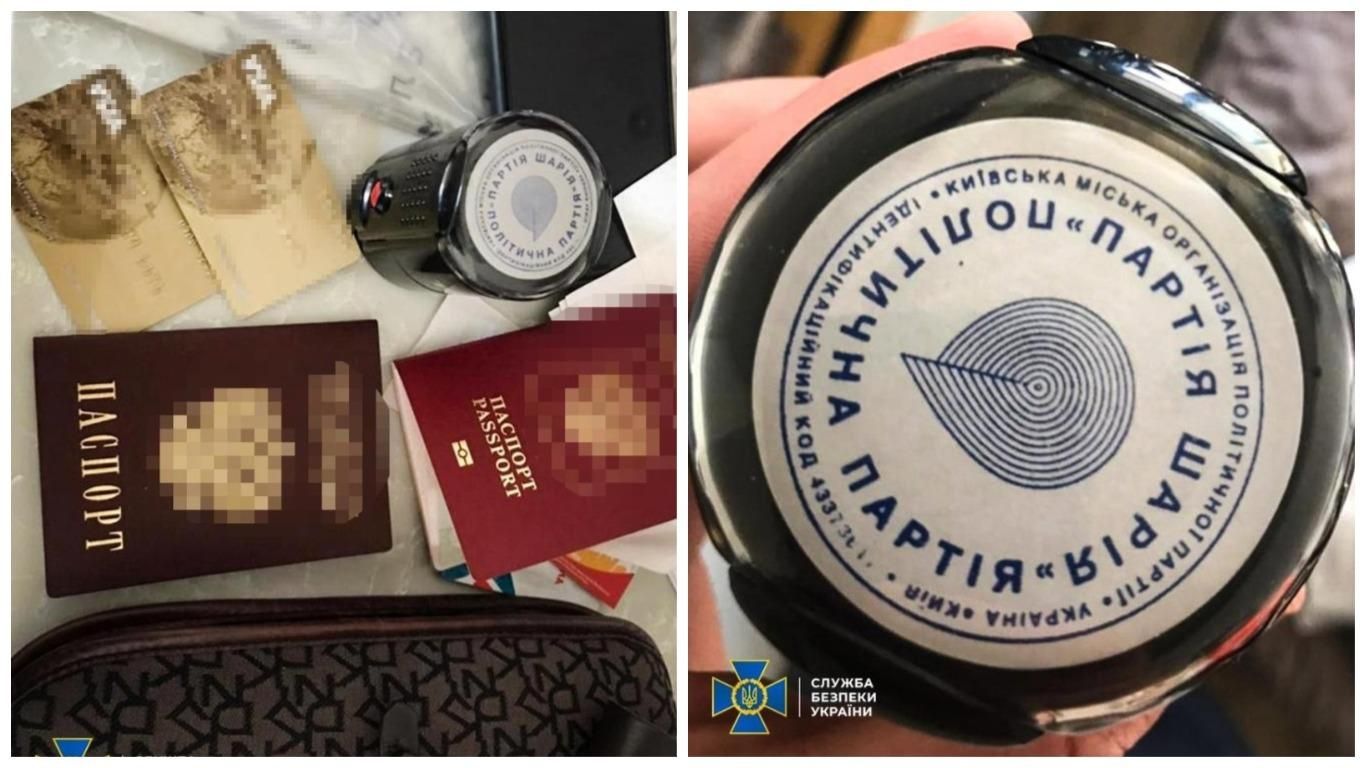 ПАРТІЯ ШАРІЯ
ПОЛІТИЧНА ПАРТІЯ
ПАСПОРТ
ПАСПОРТ
PASSPORT
• КИЇВСЬКА МІСЬКА ОРГАНІЗАЦІЯ ПОЛІТИЧНОЇ ПАРТІЇ • УКРАЇНА • КИЇВ •
ІДЕНТИФІКАЦІЙНИЙ КОД
ПОЛІТИЧНА ПАРТІЯ
«ПАРТІЯ ШАРІЯ»
СЛУЖБА
БЕЗПЕКИ
УКРАЇНИ